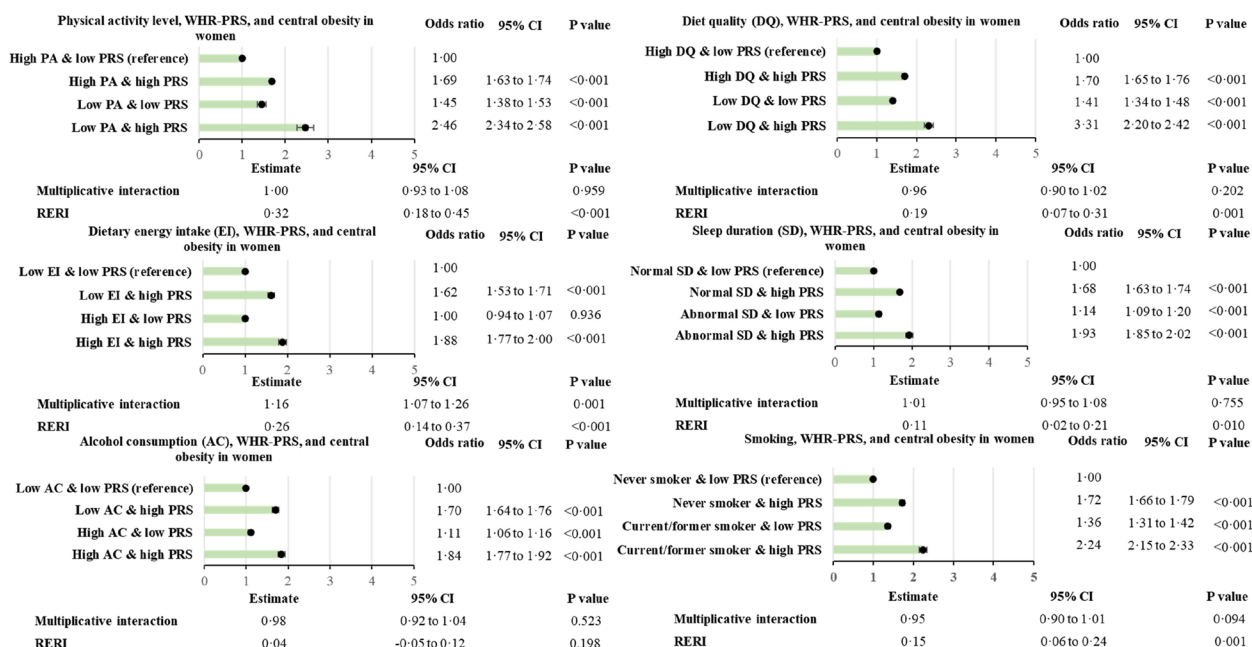 Physical activity level, WHR-PRS, and central obesity in
women
Odds ratio 95% CI P value
High PA & low PRS (reference) 1·00
High PA & high PRS 1·69 1·63 to 1·74 <0·001
Low PA & low PRS 1·45 1·38 to 1·53 <0·001
Low PA & high PRS 2·46 2·34 to 2·58 <0·001
0 1 2 3 4 5
Estimate 95% CI P value
Multiplicative interaction 1·00 0·93 to 1·08 0·959
RERI 0·32 0·18 to 0·45 <0·001
Diet quality (DQ), WHR-PRS, and central obesity in women
Odds ratio 95% CI P value
High DQ & low PRS (reference) 1·00
High DQ & high PRS 1·70 1·65 to 1·76 <0·001
Low DQ & low PRS 1·41 1·34 to 1·48 <0·001
Low DQ & high PRS 3·31 2·20 to 2·42 <0·001
0 1 2 3 4 5
Estimate 95% CI P value
Multiplicative interaction 0·96 0·90 to 1·02 0·202
RERI 0·19 0·07 to 0·31 0·001
Dietary energy intake (EI), WHR-PRS, and central
obesity in women
Odds ratio 95% CI P value
Low EI & low PRS (reference) 1·00
Low EI & high PRS 1·62 1·53 to 1·71 <0·001
High EI & low PRS 1·00 0·94 to 1·07 0.936
High EI & high PRS 1·88 1·77 to 2·00 <0·001
0 1 2 3 4 5
Estimate 95% CI P value
Multiplicative interaction 1·16 1·07 to 1·26 0·001
RERI 0·26 0·14 to 0·37 <0·001
Sleep duration (SD), WHR-PRS, and central obesity in
women
Odds ratio 95% CI P value
Normal SD & low PRS (reference) 1·00
Normal SD & high PRS 1·68 1·63 to 1·74 <0·001
Abnormal SD & low PRS 1·14 1·09 to 1·20 <0·001
Abnormal SD & high PRS 1·93 1·85 to 2·02 <0·001
0 1 2 3 4 5
Estimate 95% CI P value
Multiplicative interaction 1·01 0·95 to 1·08 0·755
RERI 0·11 0·02 to 0·21 0·010
Alcohol consumption (AC), WHR-PRS, and central
obesity in women
Odds ratio 95% CI P value
Low AC & low PRS (reference) 1·00
Low AC & high PRS 1·70 1·64 to 1·76 <0·001
High AC & low PRS 1·11 1·06 to 1·16 <0.001
High AC & high PRS 1·84 1·77 to 1·92 <0·001
0 1 2 3 4 5
Estimate 95% CI P value
Multiplicative interaction 0·98 0·92 to 1·04 0.523
RERI 0·04 -0·05 to 0·12 0.198
Smoking, WHR-PRS, and central obesity in women
Odds ratio 95% CI P value
Never smoker & low PRS (reference) 1·00
Never smoker & high PRS 1·72 1·66 to 1·79 <0·001
Current/former smoker & low PRS 1·36 1·31 to 1·42 <0·001
Current/former smoker & high PRS 2·24 2·15 to 2·33 <0·001
0 1 2 3 4 5
Estimate 95% CI P value
Multiplicative interaction 0·95 0·90 to 1·01 0·094
RERI 0·15 0·06 to 0·24 0·001